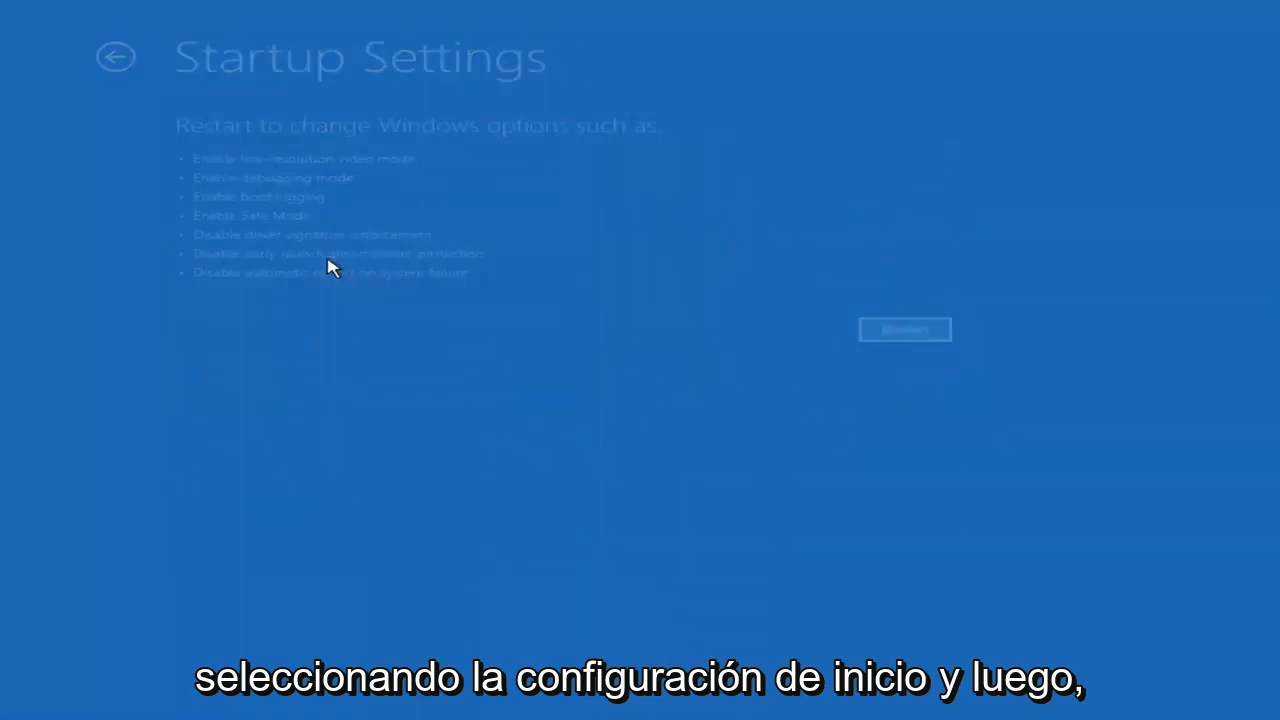 Startup Settings
Restart to change Windows options such as:
• Enable low-resolution video mode
• Enable debugging mode
• Enable boot logging
• Enable Safe Mode
• Disable driver signature enforcement
• Disable early-launch anti-malware protection
• Disable automatic restart on system failure
Restart
seleccionando la configuración de inicio y luego,